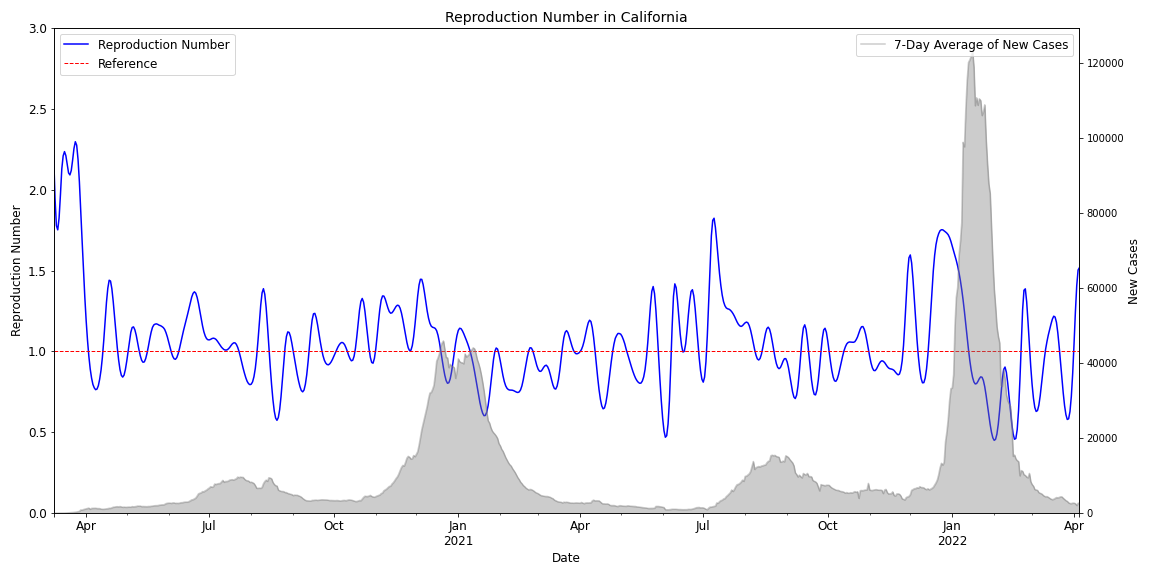 Reproduction Number in California
Reproduction Number
Reference
7-Day Average of New Cases
Reproduction Number
3.0
2.5
2.0
1.5
1.0
0.5
0.0
New Cases
120000
100000
80000
60000
40000
20000
0
Apr Jul Oct Jan Apr Jul Oct Jan Apr
2021 2022
Date